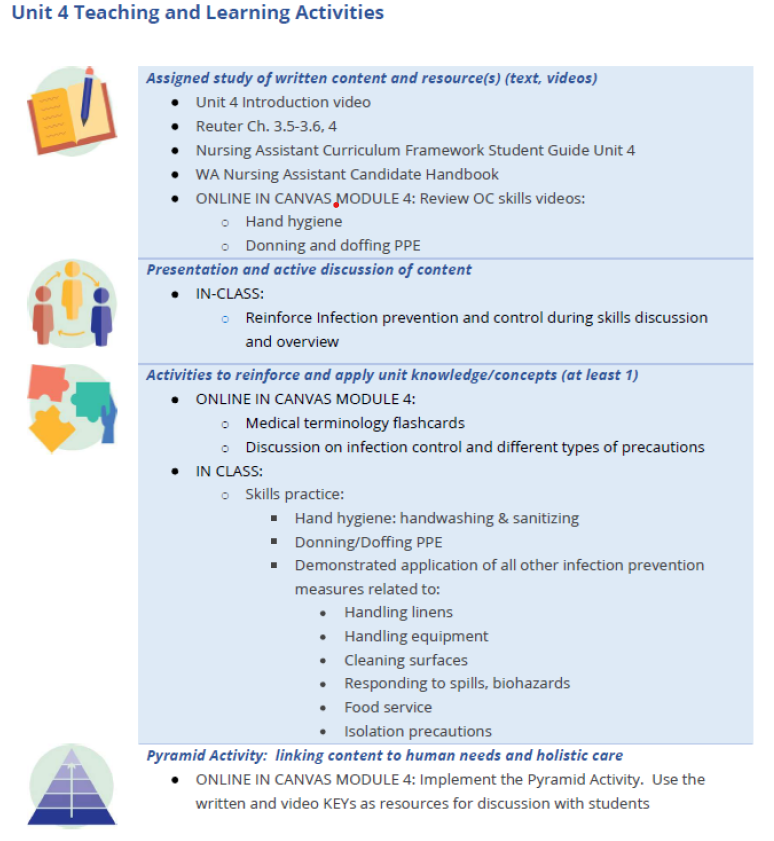 Unit 4 Teaching and Learning Activities
Assigned study of written content and resource(s) (text, videos)
● Unit 4 Introduction video
● Reuter Ch. 3.5-3.6, 4
● Nursing Assistant Curriculum Framework Student Guide Unit 4
● WA Nursing Assistant Candidate Handbook
● ONLINE IN CANVAS MODULE 4: Review OC skills videos:
○ Hand hygiene
○ Donning and doffing PPE
Presentation and active discussion of content
● IN-CLASS:
○ Reinforce Infection prevention and control during skills discussion
and overview
Activities to reinforce and apply unit knowledge/concepts (at least 1)
● ONLINE IN CANVAS MODULE 4:
○ Medical terminology flashcards
○ Discussion on infection control and different types of precautions
● IN CLASS:
○ Skills practice:
■ Hand hygiene: handwashing & sanitizing
■ Donning/Doffing PPE
■ Demonstrated application of all other infection prevention
measures related to:
● Handling linens
● Handling equipment
● Cleaning surfaces
● Responding to spills, biohazards
● Food service
● Isolation precautions
Pyramid Activity:  linking content to human needs and holistic care
● ONLINE IN CANVAS MODULE 4: Implement the Pyramid Activity.  Use the
written and video KEYs as resources for discussion with students